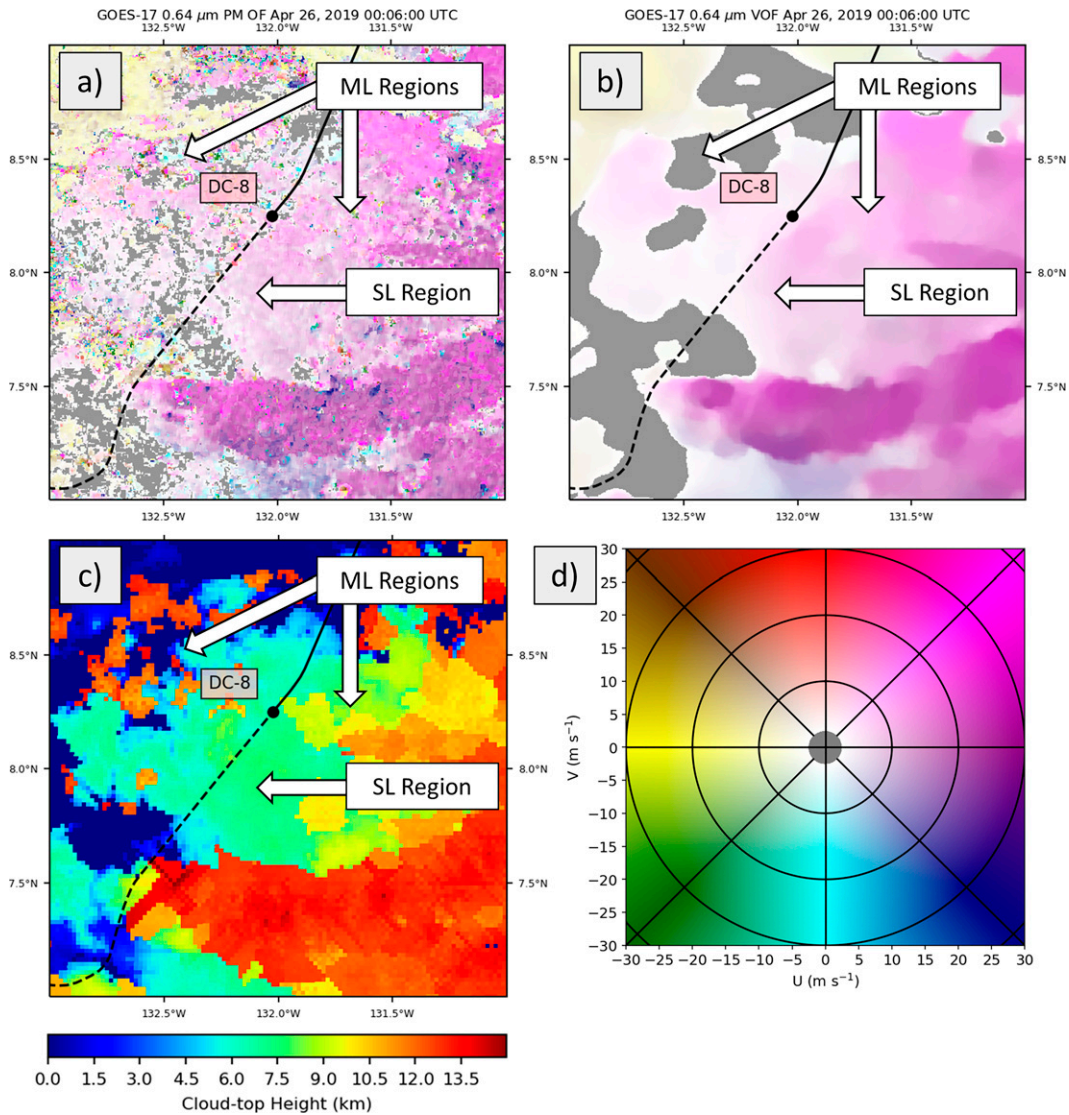 GOES-17 0.64 μm PM OF Apr 26, 2019 00:06:00 UTC
132.5°W 132.0°W 131.5°W
a)
ML Regions
8.5°N
DC-8
8.0°N
SL Region
7.5°N
132.5°W 132.0°W 131.5°W
GOES-17 0.64 μm VOF Apr 26, 2019 00:06:00 UTC
132.5°W 132.0°W 131.5°W
b)
ML Regions
8.5°N
DC-8
8.0°N
SL Region
7.5°N
132.5°W 132.0°W 131.5°W
c)
ML Regions
8.5°N 8.5°N
DC-8
8.0°N 8.0°N
SL Region
7.5°N 7.5°N
132.5°W 132.0°W 131.5°W
0.0 1.5 3.0 4.5 6.0 7.5 9.0 10.5 12.0 13.5
Cloud-top Height (km)
d)
30
25
20
15
10
5
0
−5
−10
−15
−20
−25
−30
V (m s⁻¹)
−30 −25 −20 −15 −10 −5 0 5 10 15 20 25 30
U (m s⁻¹)